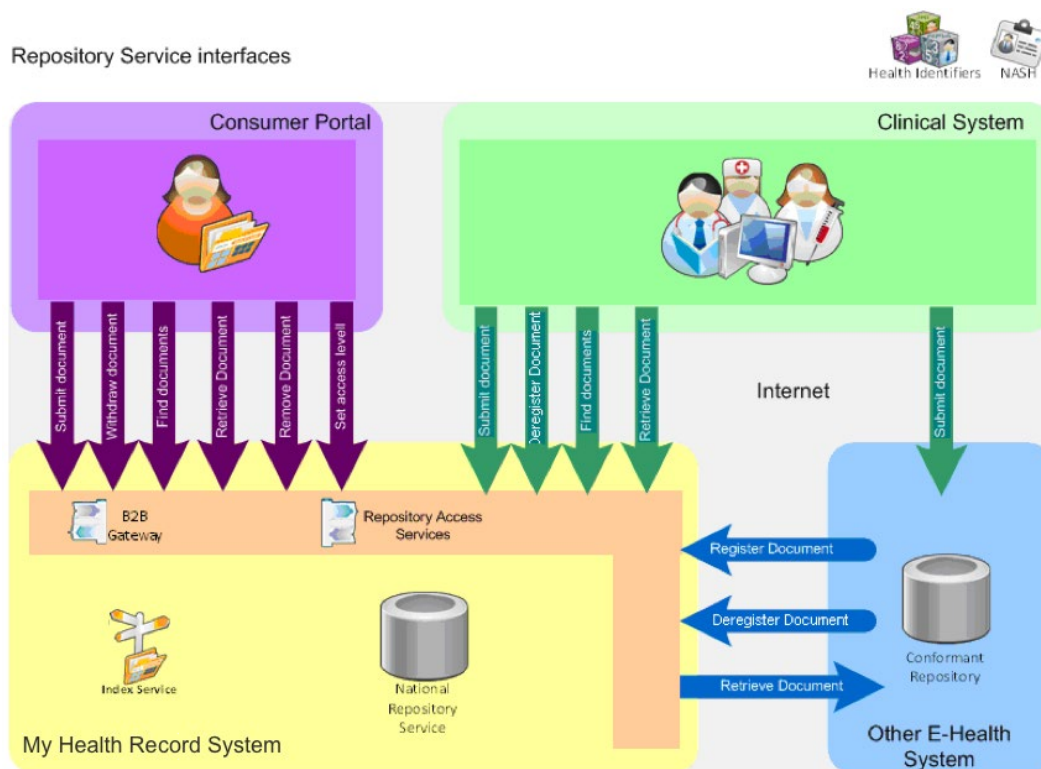 Repository Service interfaces
Health Identifiers
NASH
Consumer Portal
Clinical System
Submit document
Withdraw document
Find documents
Retrieve Document
Remove Document
Set access levell
Submit document
Deregister Document
Find documents
Retrieve Document
Internet
Submit document
B2B
Gateway
Repository Access
Services
Register Document
Deregister Document
Retrieve Document
Conformant
Repository
Index Service
National
Repository
Service
My Health Record System
Other E-Health
System